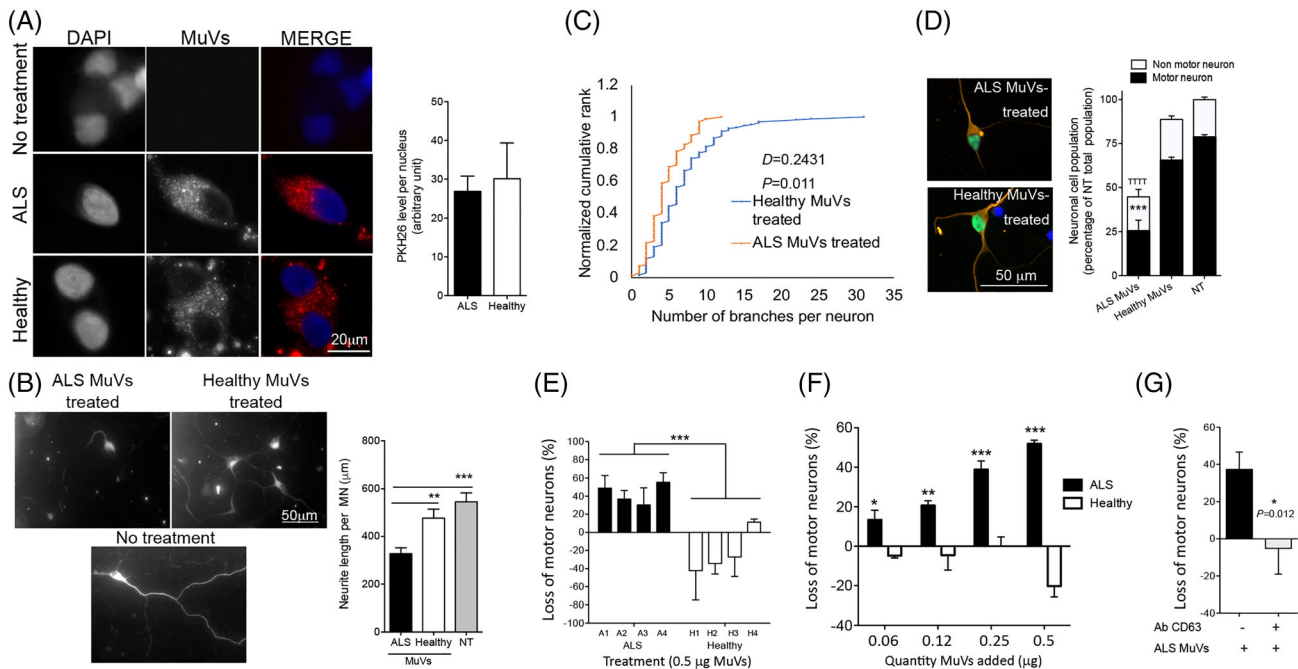 (A)
DAPI
MuVs
MERGE
No treatment
ALS
Healthy
20μm
PKH26 level per nucleus
(arbitrary unit)
50
40
30
20
10
0
ALS
Healthy
(B)
ALS MuVs
treated
Healthy MuVs
treated
50μm
No treatment
Neurite length per MN (μm)
800
600
400
200
0
**
***
ALS
Healthy
NT
MuVs
(C)
Normalized cumulative rank
1
0.8
0.6
0.4
0.2
0
0
5
10
15
20
25
30
35
D=0.2431
P=0.011
Healthy MuVs
treated
ALS MuVs treated
Number of branches per neuron
(D)
ALS MuVs-
treated
Healthy MuVs-
treated
50 μm
Non motor neuron
Motor neuron
Neuronal cell population
(percentage of NT total population)
100
75
50
25
0
TTTT
***
ALS MuVs
Healthy MuVs
NT
(E)
Loss of motor neurons (%)
100
80
60
40
20
0
-20
-40
-60
-80
-100
***
A1
A2
A3
A4
H1
H2
H3
H4
ALS
Healthy
Treatment (0.5 μg MuVs)
(F)
Loss of motor neurons (%)
60
40
20
0
-20
-40
*
**
***
***
ALS
Healthy
0.06
0.12
0.25
0.5
Quantity MuVs added (μg)
(G)
Loss of motor neurons (%)
60
40
20
0
-20
-40
*
P=0.012
Ab CD63
-
+
ALS MuVs
+
+